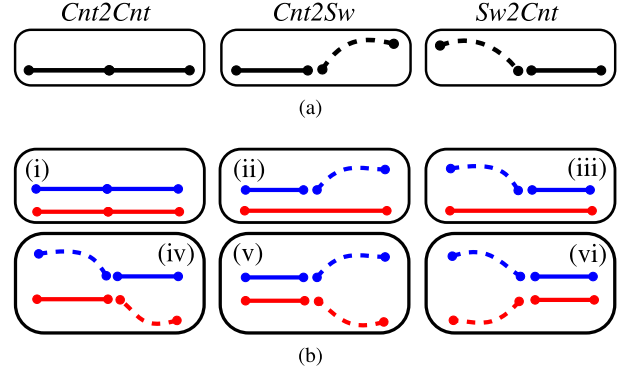 Cnt2Cnt Cnt2Sw Sw2Cnt
(a)
(i) (ii) (iii)
(iv) (v) (vi)
(b)